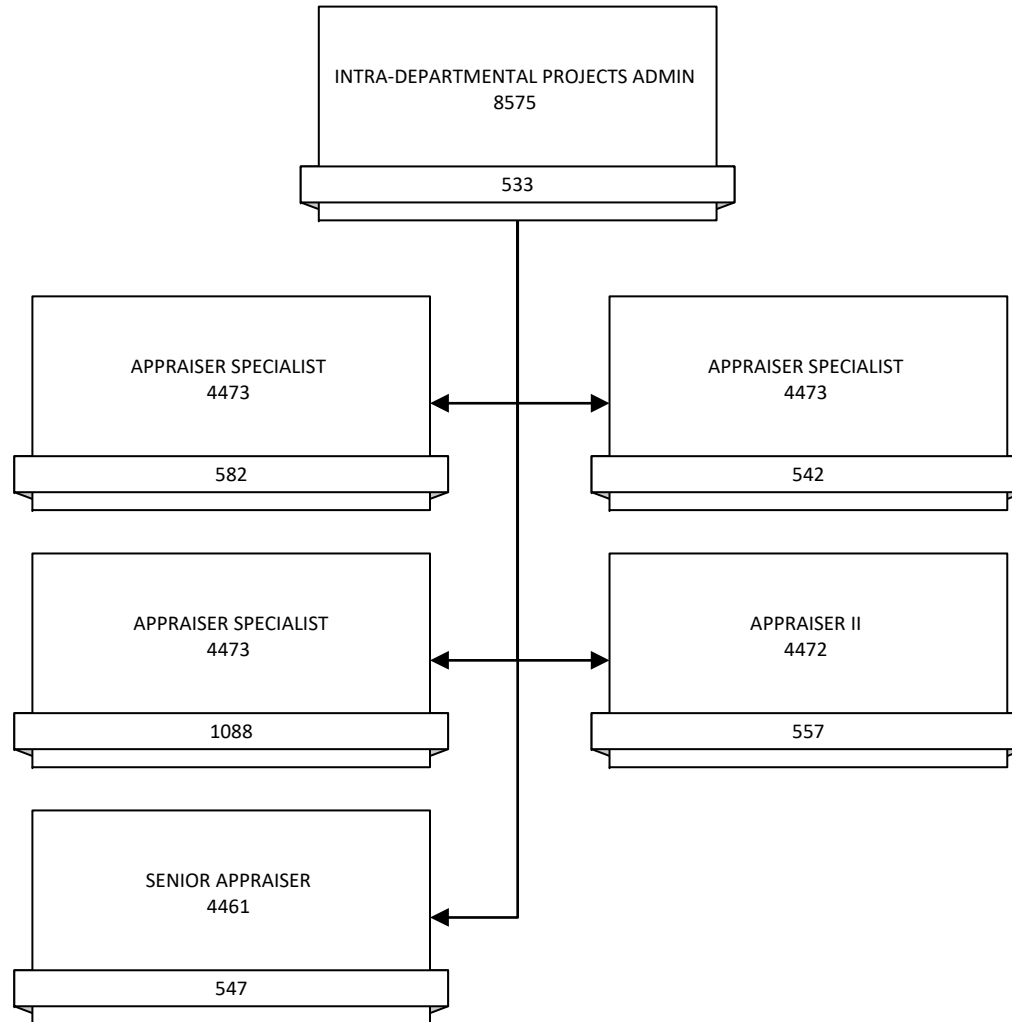 INTRA-DEPARTMENTAL PROJECTS ADMIN
8575
533
APPRAISER SPECIALIST
4473
582
APPRAISER SPECIALIST
4473
542
APPRAISER SPECIALIST
4473
1088
APPRAISER II
4472
557
SENIOR APPRAISER
4461
547